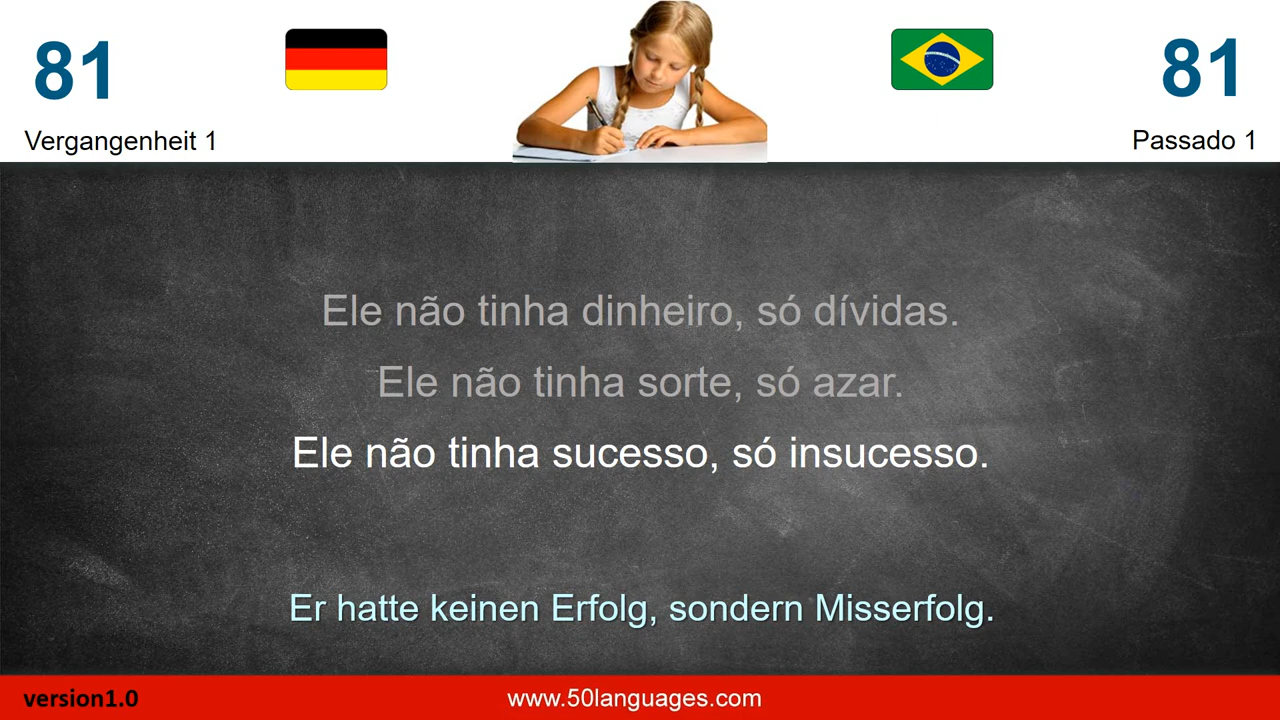 81
81
Vergangenheit 1
Passado 1
Ele não tinha dinheiro, só dívidas.
Ele não tinha sorte, só azar.
Ele não tinha sucesso, só insucesso.
Er hatte keinen Erfolg, sondern Misserfolg.
version1.0
www.50languages.com